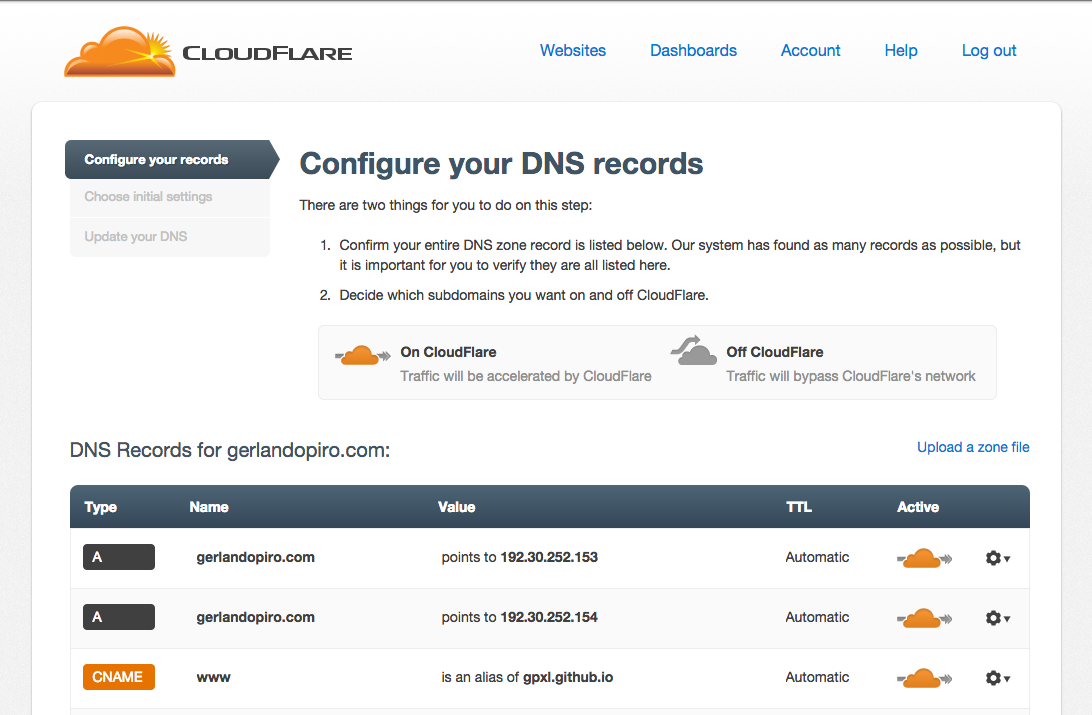 CLOUDFLARE
Websites Dashboards Account Help Log out
Configure your records
Choose initial settings
Update your DNS
Configure your DNS records
There are two things for you to do on this step:
1. Confirm your entire DNS zone record is listed below. Our system has found as many records as possible, but
it is important for you to verify they are all listed here.
2. Decide which subdomains you want on and off CloudFlare.
On CloudFlare
Traffic will be accelerated by CloudFlare
Off CloudFlare
Traffic will bypass CloudFlare's network
DNS Records for gerlandopiro.com:
Upload a zone file
Type Name Value TTL Active
A gerlandopiro.com points to 192.30.252.153 Automatic
A gerlandopiro.com points to 192.30.252.154 Automatic
CNAME www is an alias of gpxl.github.io Automatic